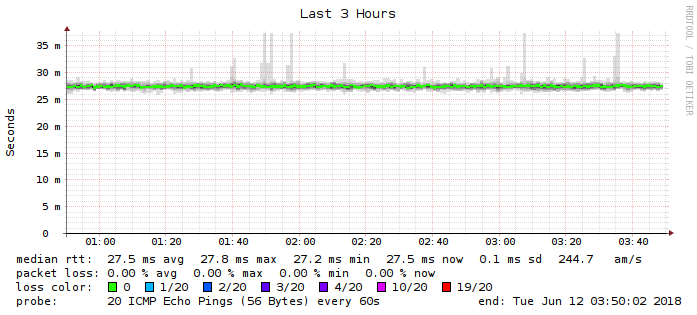 Last 3 Hours
RRDTOOL / TOBI OETIKER
Seconds
35 m
30 m
25 m
20 m
15 m
10 m
5 m
0
01:00 01:20 01:40 02:00 02:20 02:40 03:00 03:20 03:40
median rtt: 27.5 ms avg 27.8 ms max 27.2 ms min 27.5 ms now 0.1 ms sd 244.7 am/s
packet loss: 0.00 % avg 0.00 % max 0.00 % min 0.00 % now
loss color: 0 1/20 2/20 3/20 4/20 10/20 19/20
probe: 20 ICMP Echo Pings (56 Bytes) every 60s end: Tue Jun 12 03:50:02 2018